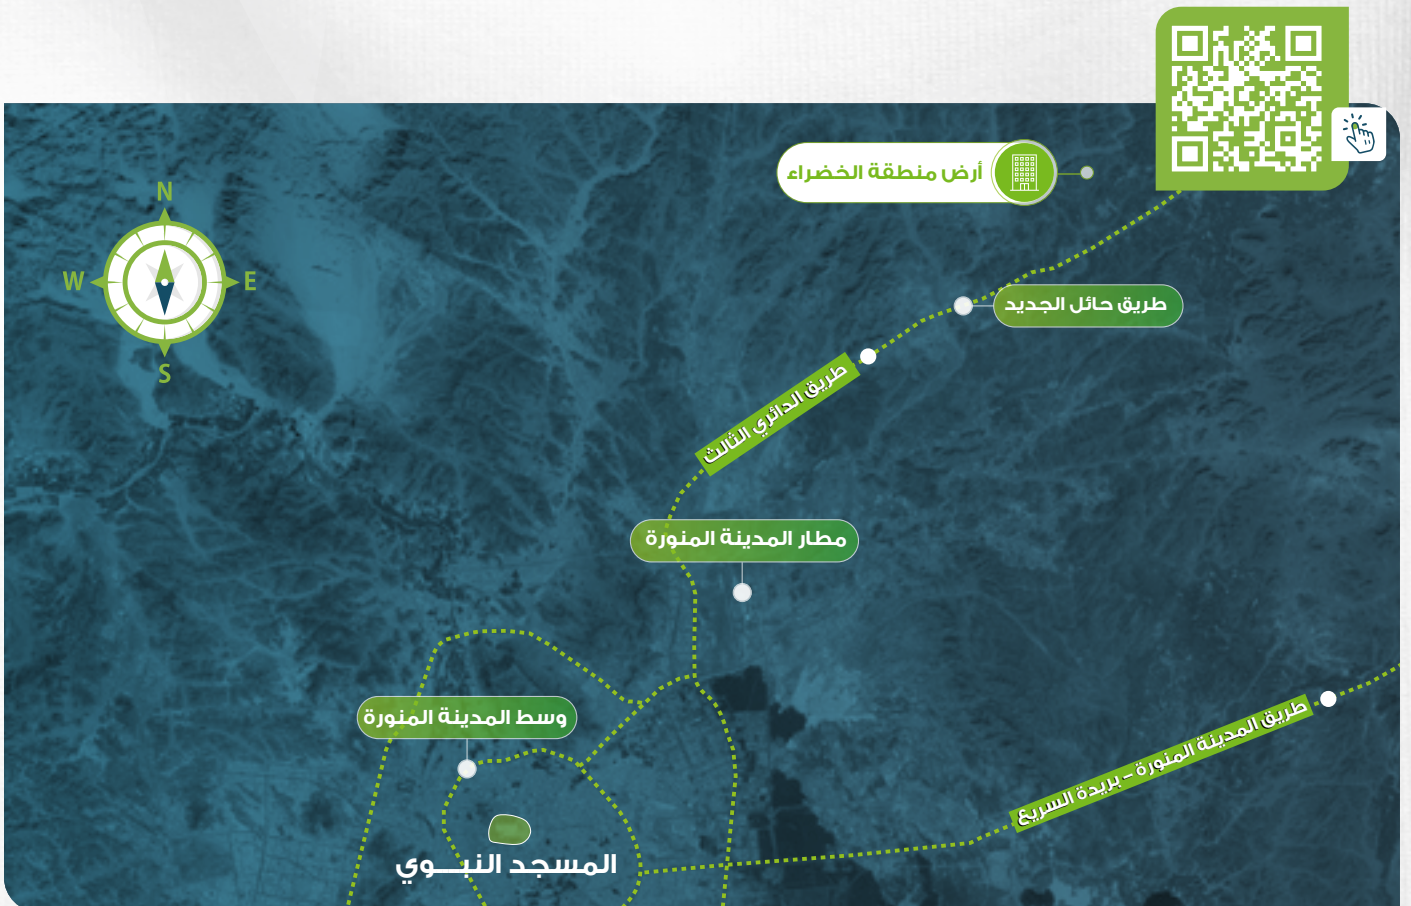 أرض منطقة الخضراء
N
W
E
S
طريق حائل الجديد
طريق الدائري الثالث
مطار المدينة المنورة
وسط المدينة المنورة
طريق المدينة المنورة - بريدة السريع
المسجد النبـــوي